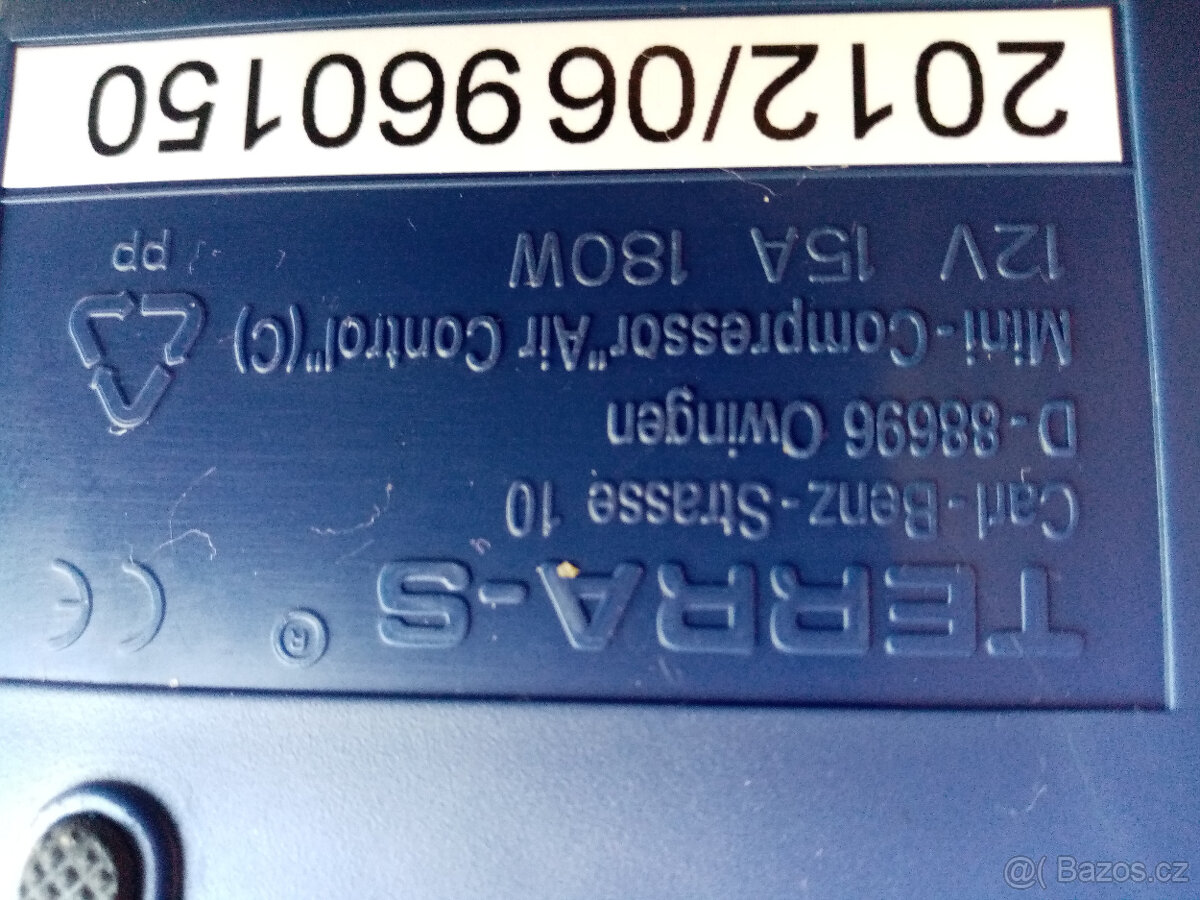 TERRA-S ® CE
Carl-Benz-Strasse 10
D-88696 Owingen
Mini-Compressor"Air Control"(C)
12V 15A 180W
PP
2012/06 960150
@( Bazos.cz